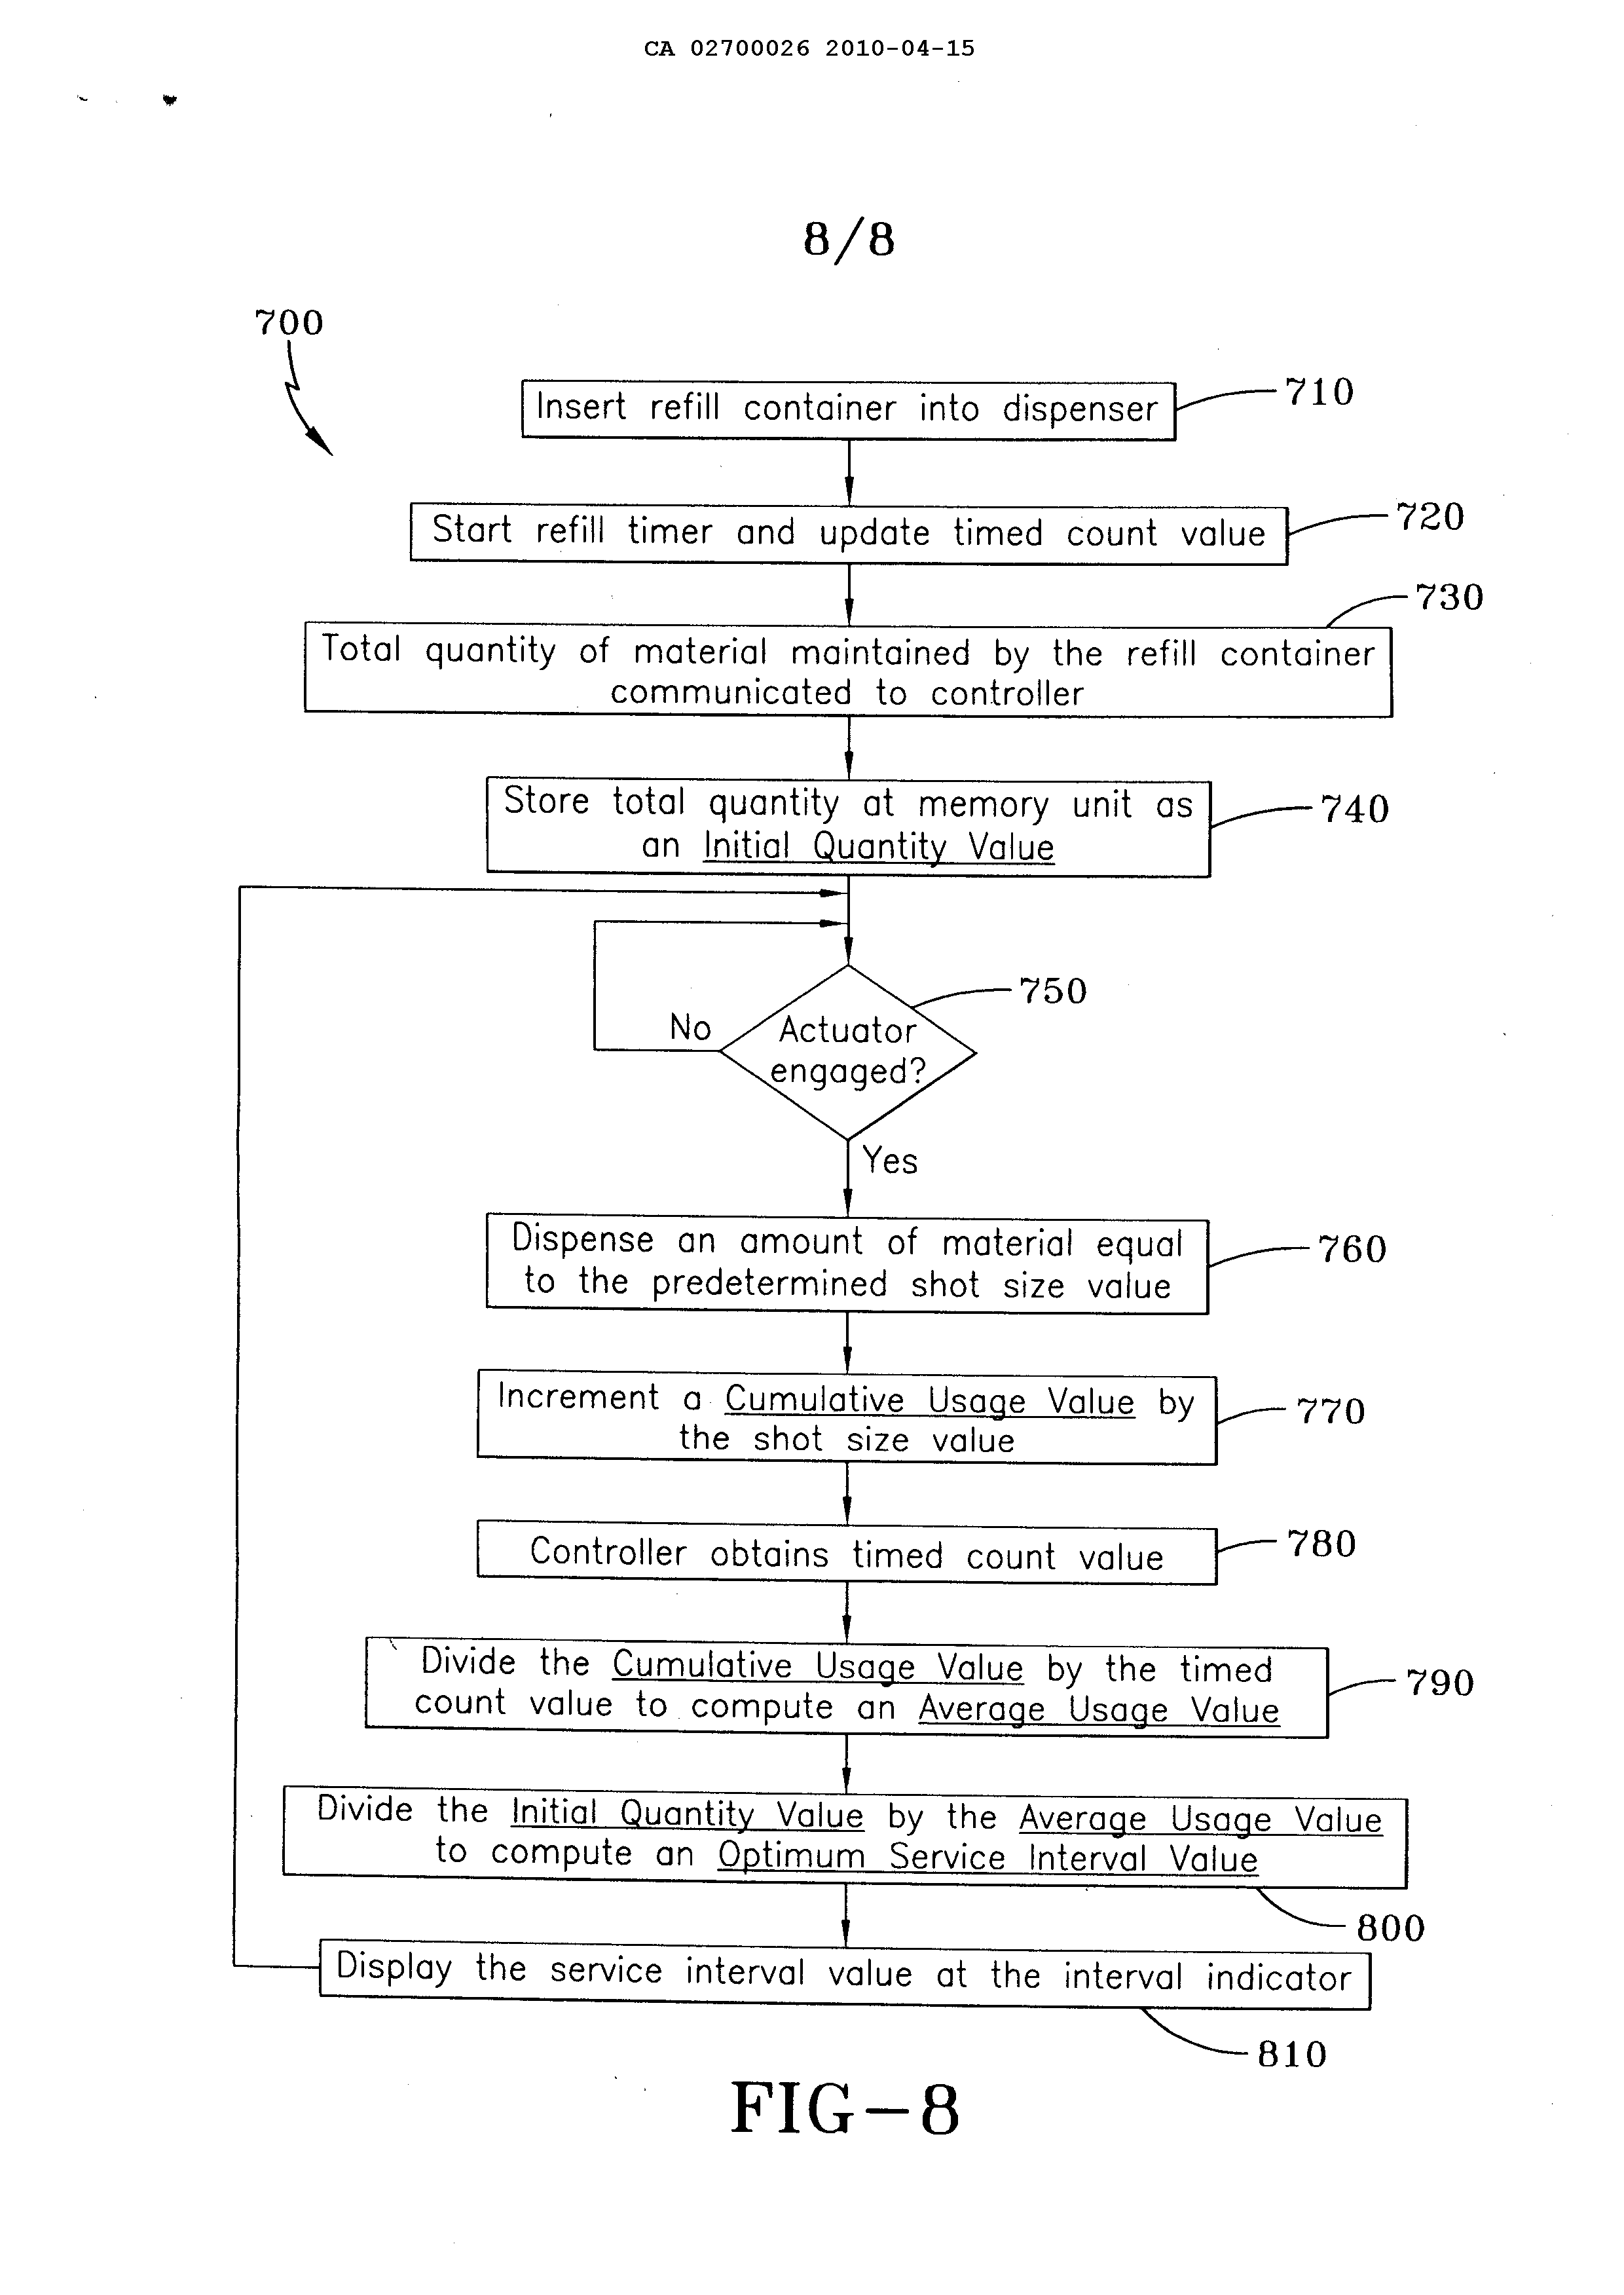 CA 02700026 2010-04-15
8/8
700
Insert refill container into dispenser
710
Start refill timer and update timed count value
720
730
Total quantity of material maintained by the refill container
communicated to controller
Store total quantity at memory unit as
an Initial Quantity Value
740
750
No
Actuator
engaged?
Yes
Dispense an amount of material equal
to the predetermined shot size value
760
Increment a Cumulative Usage Value by
the shot size value
770
Controller obtains timed count value
780
Divide the Cumulative Usage Value by the timed
count value to compute an Average Usage Value
790
Divide the Initial Quantity Value by the Average Usage Value
to compute an Optimum Service Interval Value
800
Display the service interval value at the interval indicator
810
FIG-8